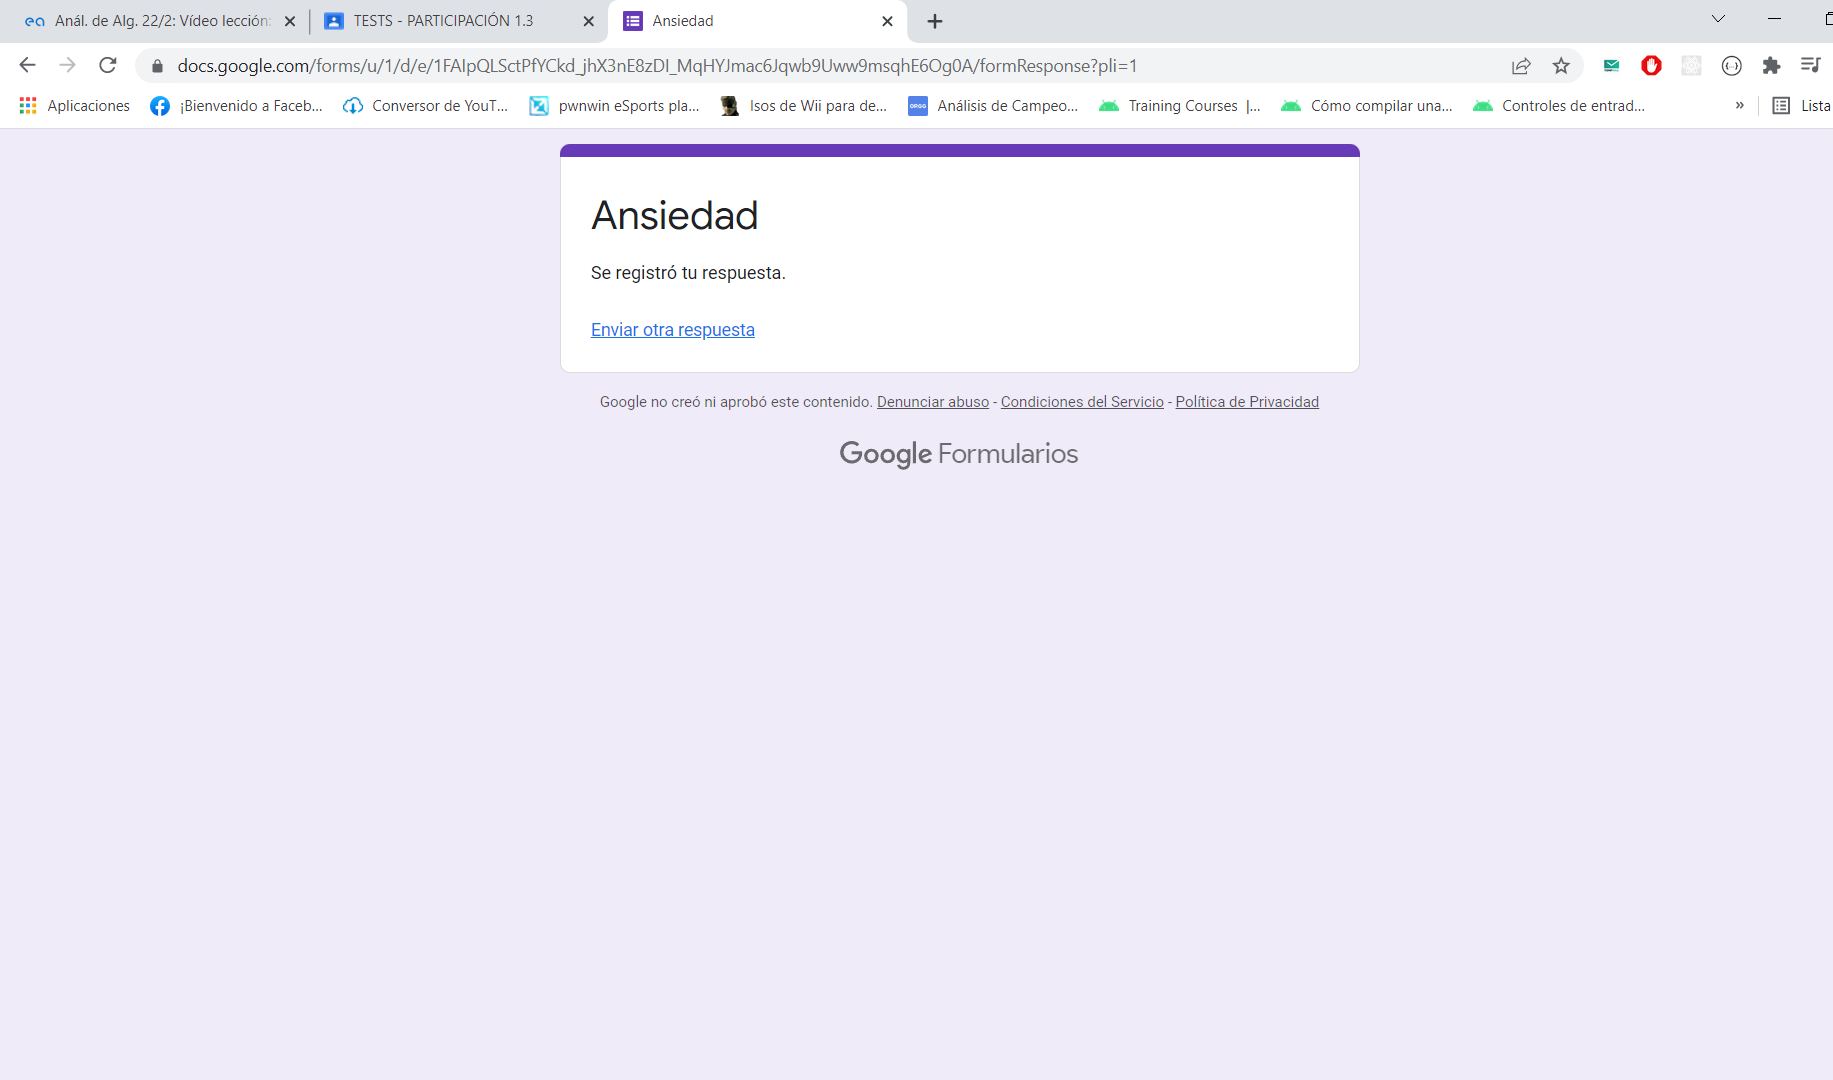 Anál. de Alg. 22/2: Vídeo lección:
TESTS - PARTICIPACIÓN 1.3
Ansiedad
docs.google.com/forms/u/1/d/e/1FAIpQLSctPfYCkd_jhX3nE8zDI_MqHYJmac6Jqwb9Uww9msqhE6Og0A/formResponse?pli=1
Aplicaciones
¡Bienvenido a Faceb...
Conversor de YouT...
pwnwin eSports pla...
Isos de Wii para de...
Análisis de Campeo...
Training Courses |...
Cómo compilar una...
Controles de entrad...
»
Lista
Ansiedad
Se registró tu respuesta.
Enviar otra respuesta
Google no creó ni aprobó este contenido. Denunciar abuso - Condiciones del Servicio - Política de Privacidad
Google Formularios